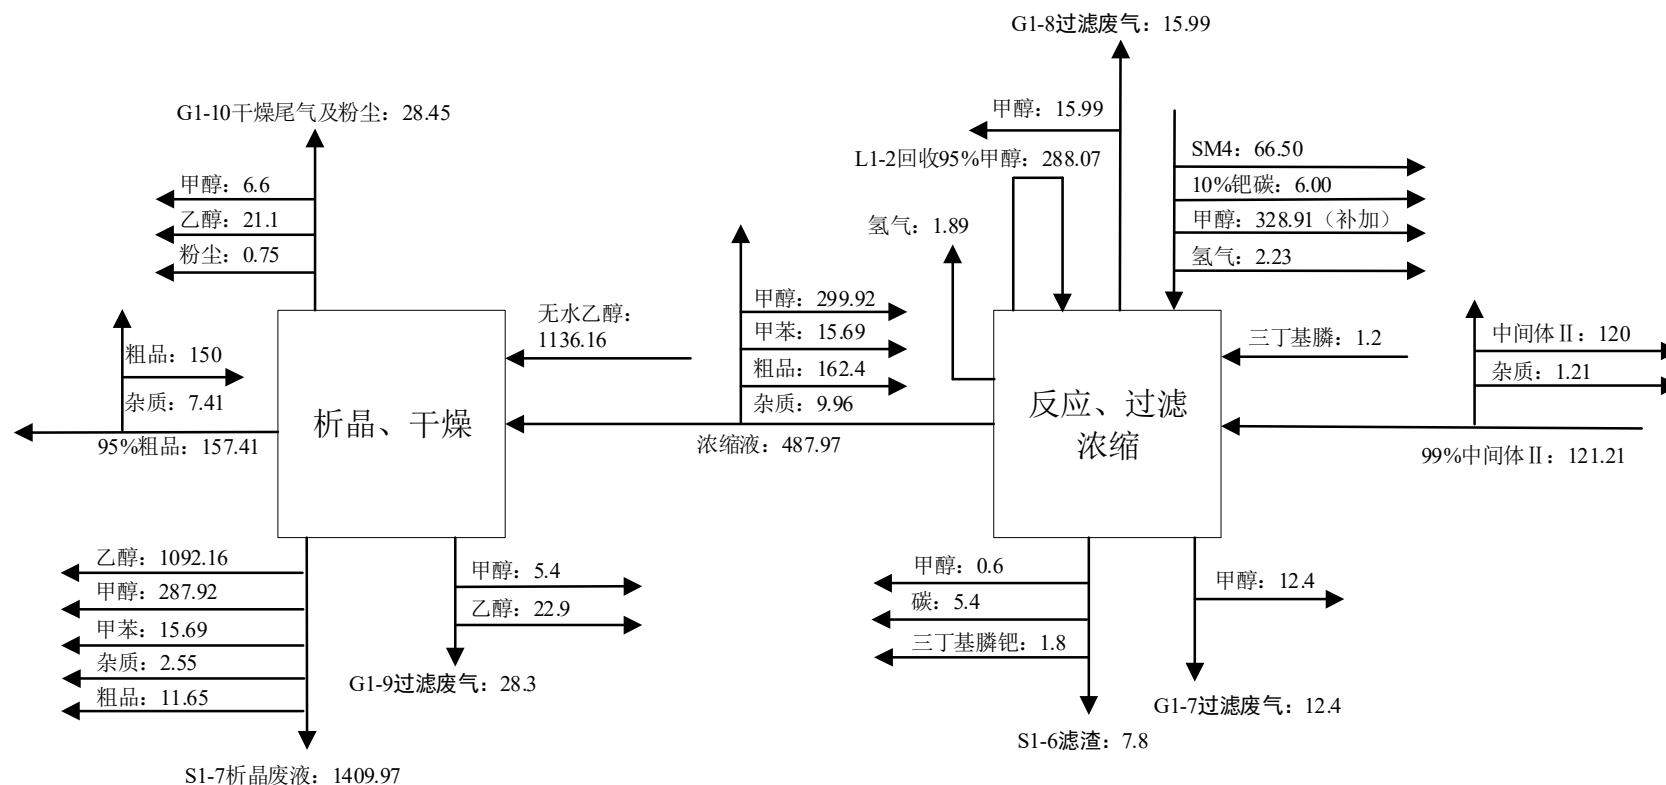 G1-8过滤废气：15.99
G1-10干燥尾气及粉尘：28.45
甲醇：15.99
L1-2回收95%甲醇：288.07
SM4：66.50
10%钯碳：6.00
甲醇：328.91（补加）
氢气：2.23
甲醇：6.6
乙醇：21.1
粉尘：0.75
氢气：1.89
无水乙醇：
1136.16
甲醇：299.92
甲苯：15.69
粗品：162.4
杂质：9.96
三丁基膦：1.2
中间体Ⅱ：120
杂质：1.21
粗品：150
杂质：7.41
95%粗品：157.41
析晶、干燥
浓缩液：487.97
反应、过滤
浓缩
99%中间体Ⅱ：121.21
乙醇：1092.16
甲醇：287.92
甲苯：15.69
杂质：2.55
粗品：11.65
甲醇：5.4
乙醇：22.9
G1-9过滤废气：28.3
S1-7析晶废液：1409.97
甲醇：0.6
碳：5.4
三丁基膦钯：1.8
S1-6滤渣：7.8
甲醇：12.4
G1-7过滤废气：12.4